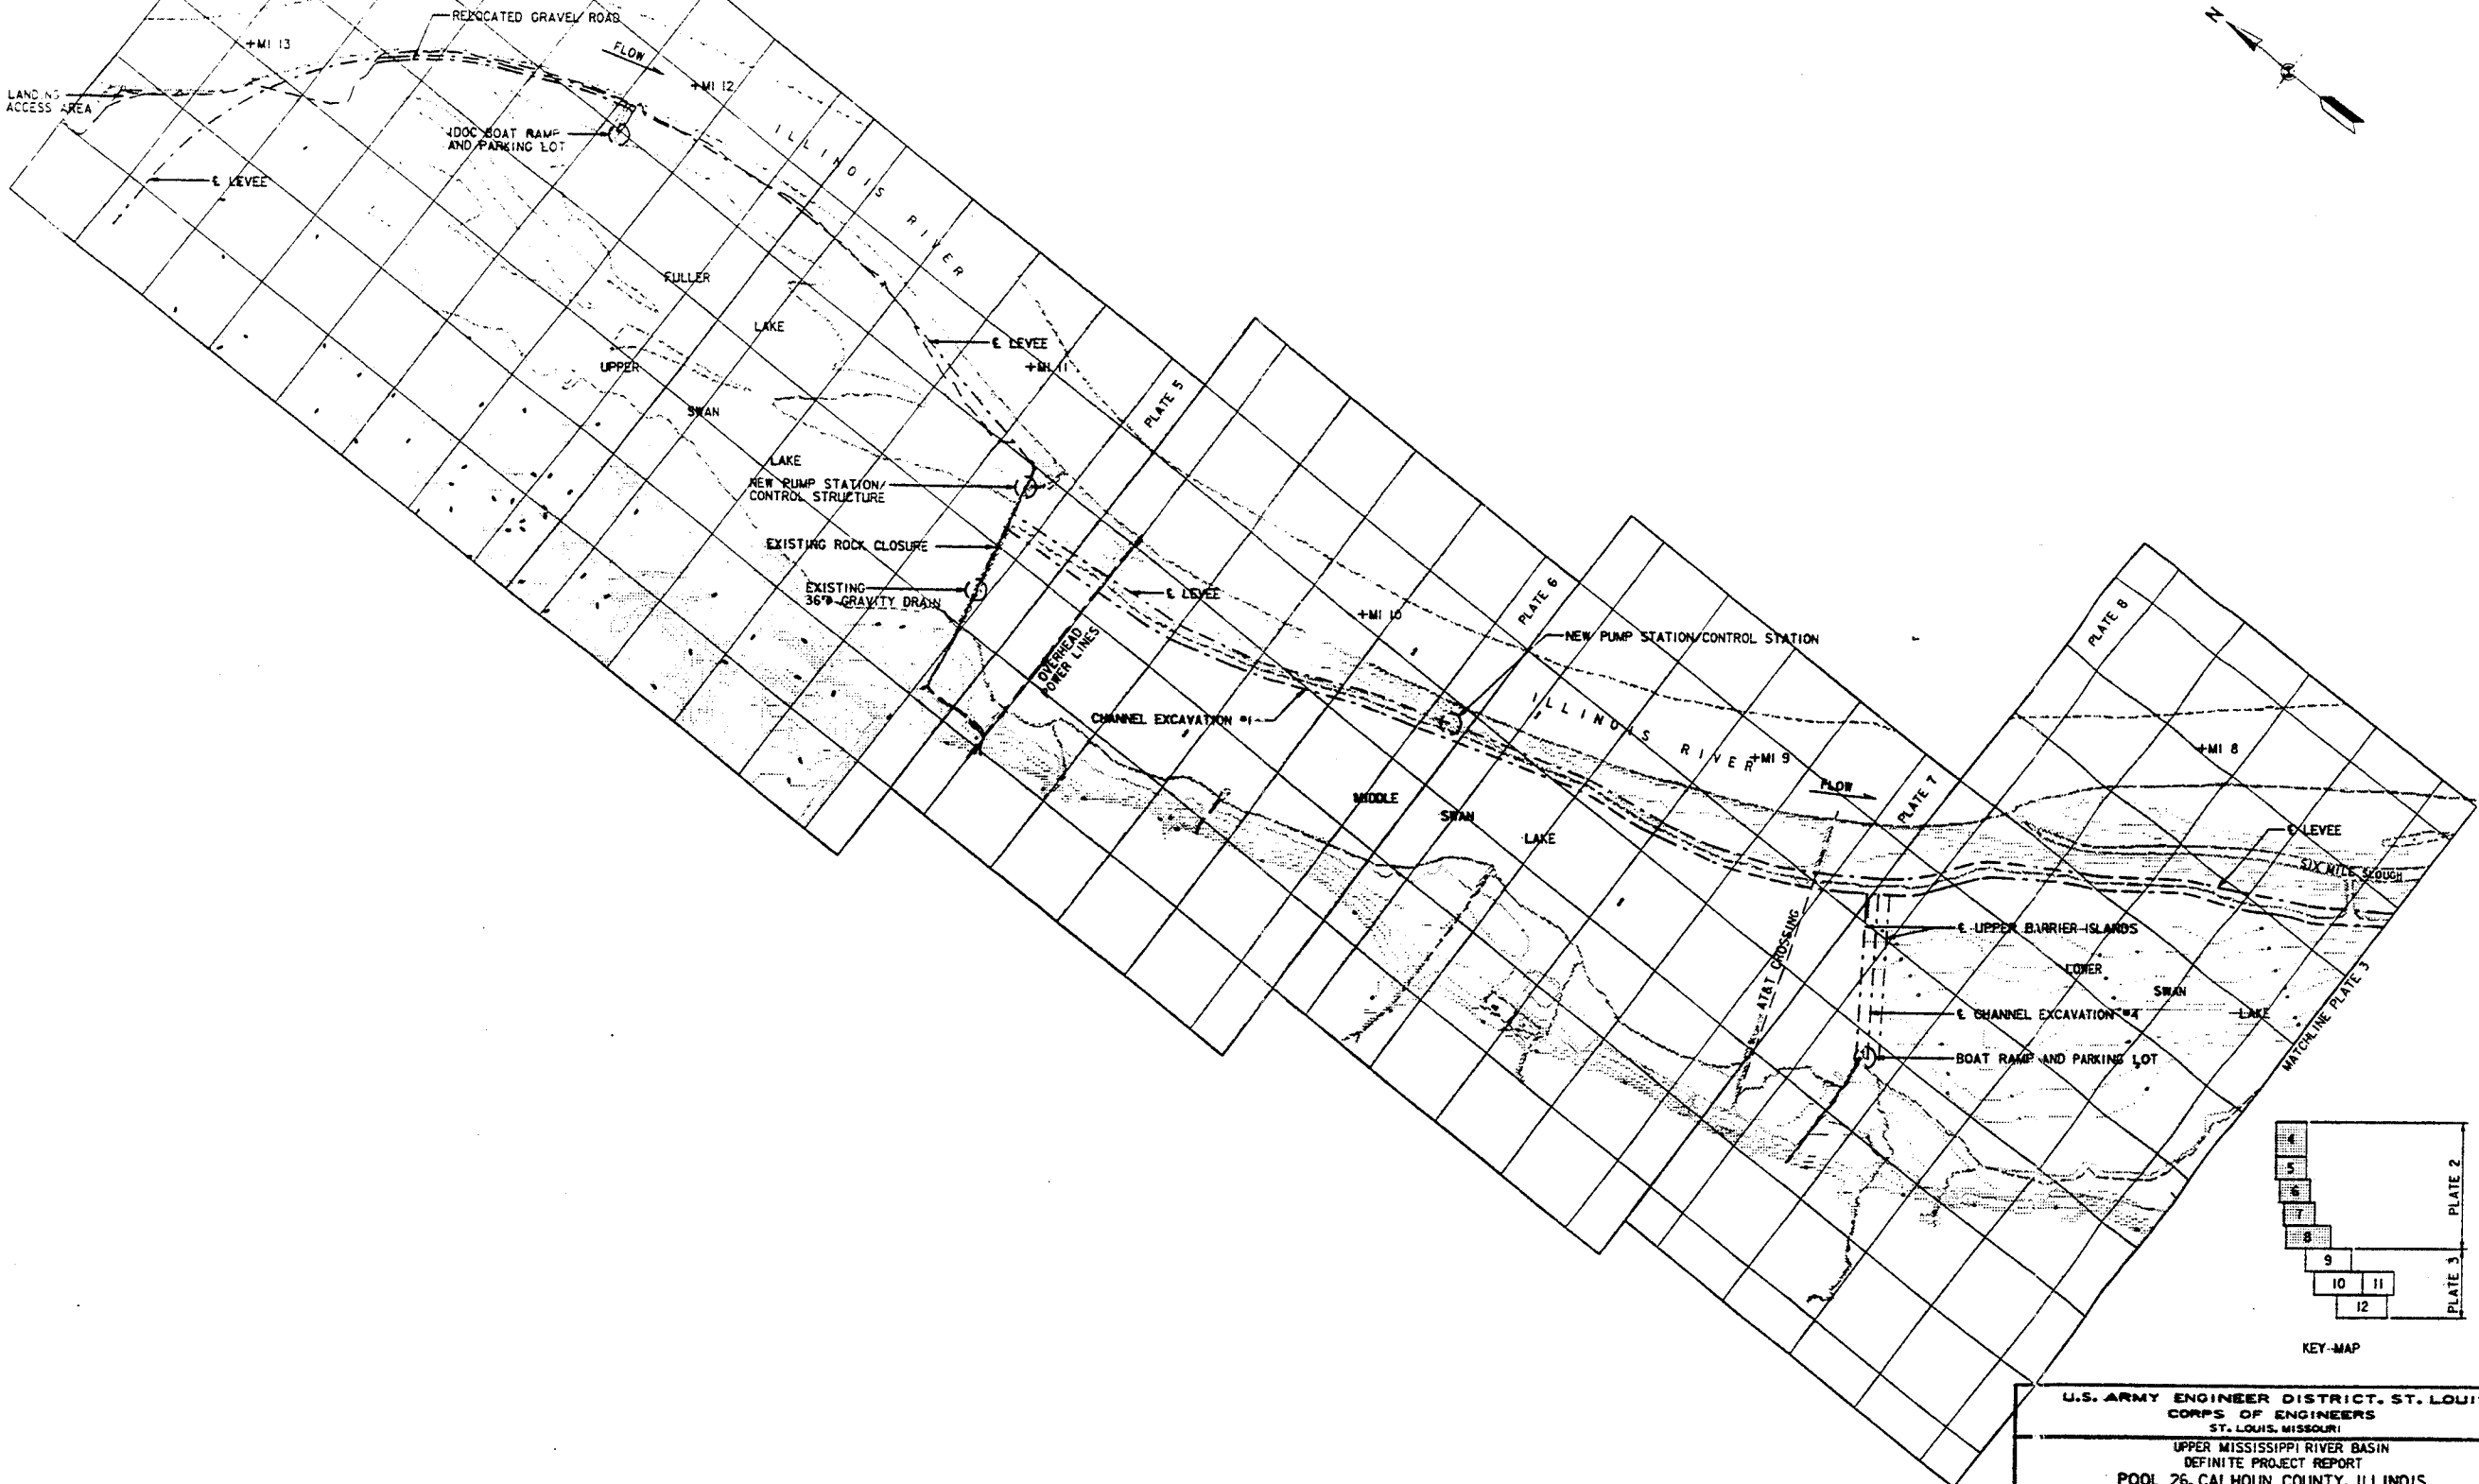 RELOCATED GRAVEL ROAD
+MI 13
FLOW
+MI 12
N
ACCESS AREA
BOAT RAMP
AND PARKING LOT
ILLINOIS RIVER
℄ LEVEE
FULLER
LAKE
UPPER
SWAN
LAKE
℄ LEVEE
+MI 11
PLATE 5
NEW PUMP STATION/
CONTROL STRUCTURE
EXISTING ROCK CLOSURE
EXISTING
GRAVITY DRAIN
OVERHEAD
POWER LINES
℄ LEVEE
+MI 10
PLATE 6
NEW PUMP STATION/CONTROL STATION
CHANNEL EXCAVATION #1
ILLINOIS RIVER
+MI 9
FLOW
PLATE 7
PLATE 8
+MI 8
MIDDLE
SWAN
LAKE
℄ LEVEE
SIX MILE SLOUGH
AT&T CROSSING
℄ UPPER BARRIER ISLANDS
LOWER
SWAN
LAKE
℄ CHANNEL EXCAVATION #4
BOAT RAMP AND PARKING LOT
MATCHLINE PLATE 3
4
5
6
7
8
9
10 11
12
PLATE 2
PLATE 3
KEY-MAP
U.S. ARMY ENGINEER DISTRICT, ST. LOUI
CORPS OF ENGINEERS
ST. LOUIS, MISSOURI
UPPER MISSISSIPPI RIVER BASIN
DEFINITE PROJECT REPORT
POOL 26, CALHOUN COUNTY, ILLINOIS